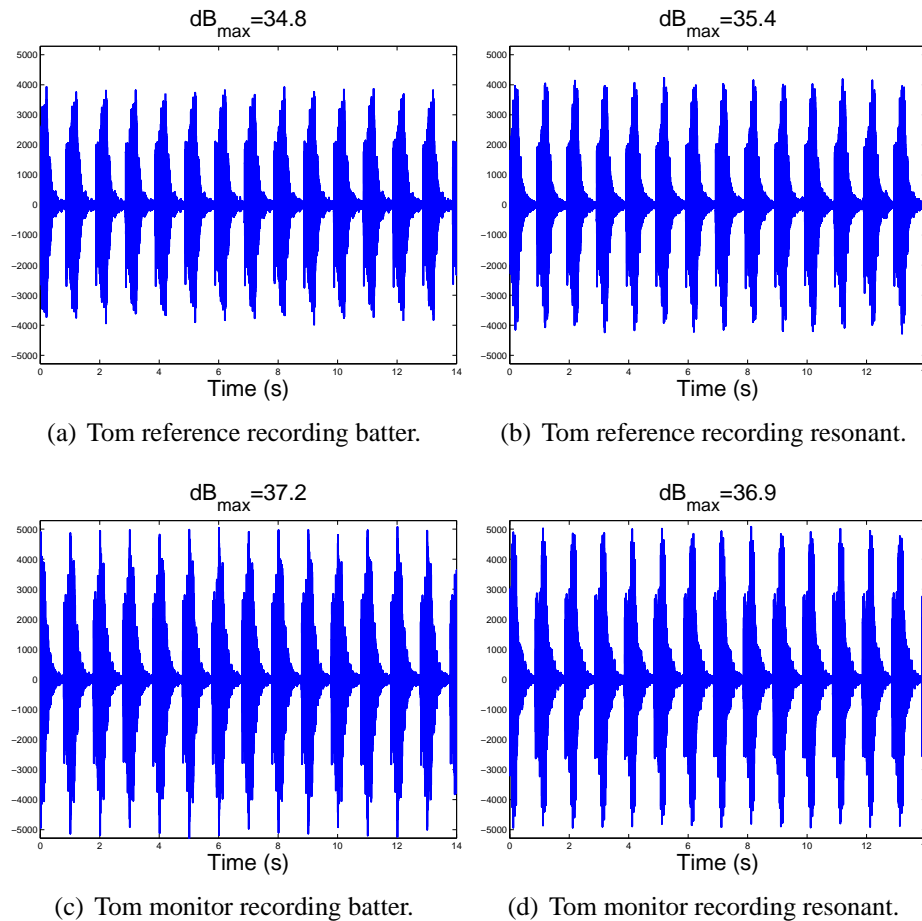 dB_max=34.8
5000
4000
3000
2000
1000
0
−1000
−2000
−3000
−4000
−5000
0 2 4 6 8 10 12 14
Time (s)
(a) Tom reference recording batter.
dB_max=35.4
5000
4000
3000
2000
1000
0
−1000
−2000
−3000
−4000
−5000
0 2 4 6 8 10 12
Time (s)
(b) Tom reference recording resonant.
dB_max=37.2
5000
4000
3000
2000
1000
0
−1000
−2000
−3000
−4000
−5000
0 2 4 6 8 10 12 14
Time (s)
(c) Tom monitor recording batter.
dB_max=36.9
5000
4000
3000
2000
1000
0
−1000
−2000
−3000
−4000
−5000
0 2 4 6 8 10 12
Time (s)
(d) Tom monitor recording resonant.